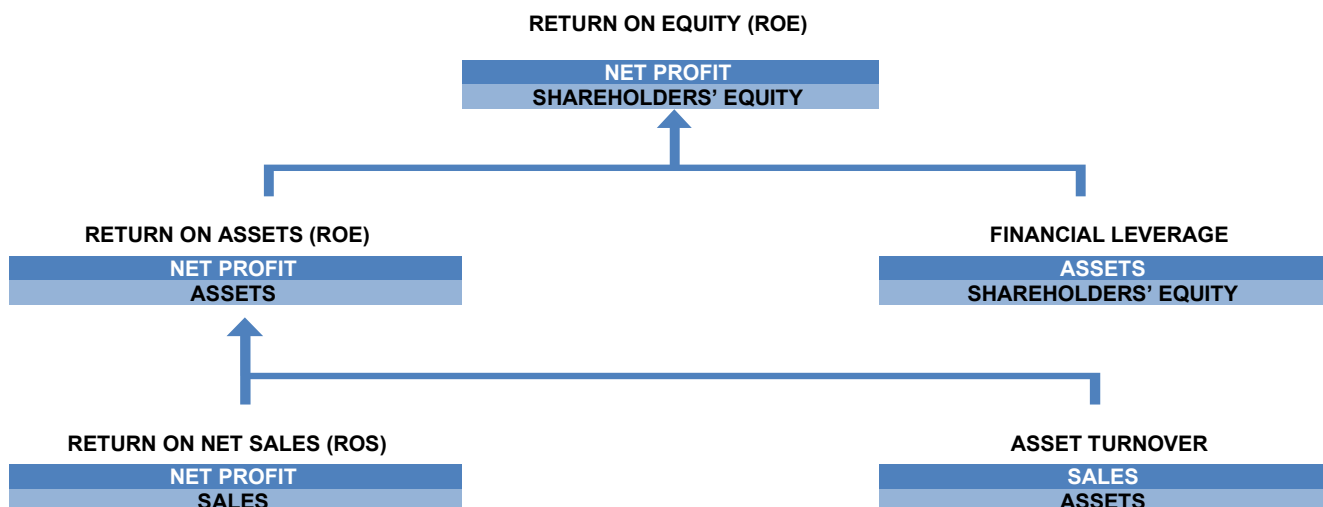 RETURN ON EQUITY (ROE)
NET PROFIT
SHAREHOLDERS’ EQUITY
RETURN ON ASSETS (ROE)
FINANCIAL LEVERAGE
NET PROFIT
ASSETS
ASSETS
SHAREHOLDERS’ EQUITY
RETURN ON NET SALES (ROS)
ASSET TURNOVER
NET PROFIT
SALES
SALES
ASSETS